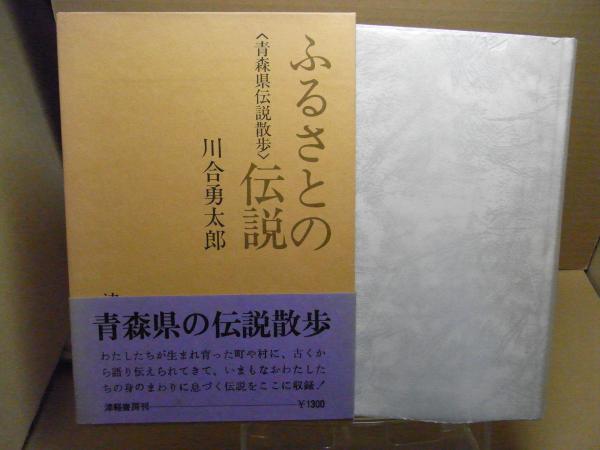 ふるさとの
伝説
〈青森県伝説散歩〉
川合勇太郎
青森県の伝説散歩
わたしたちが生まれ育った町や村に、古くか
ら語り伝えられてきて、いまもなおわたした
ちの身のまわりに息づく伝説をここに収録！
津軽書房刊
￥1300